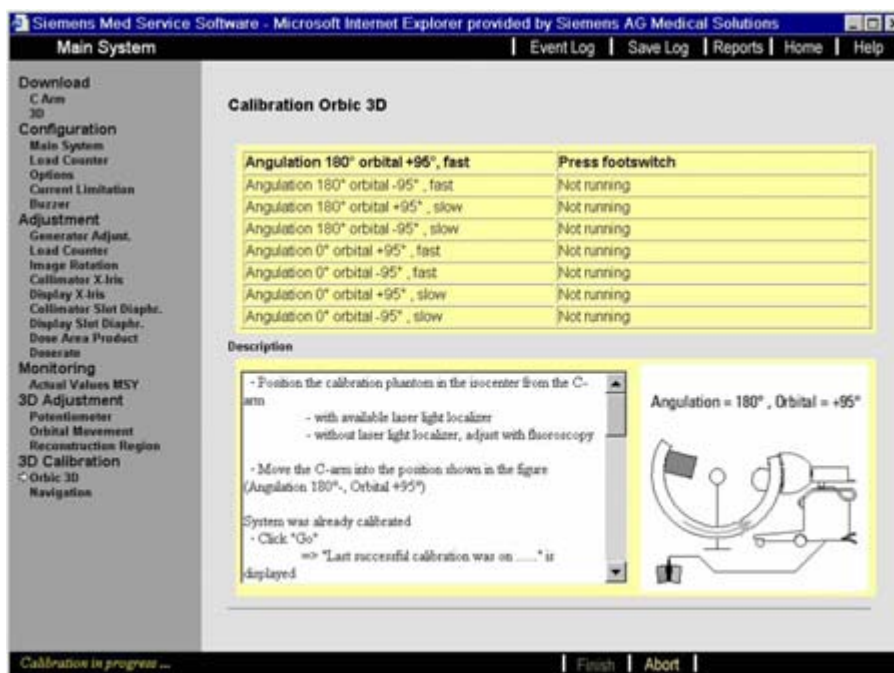 Siemens Med Service Software - Microsoft Internet Explorer provided by Siemens AG Medical Solutions
Main System
Event Log
Save Log
Reports
Home
Help
Download
C Arm
3D
Configuration
Main System
Load Counter
Options
Current Limitation
Buzzer
Adjustment
Generator Adjust.
Load Counter
Image Rotation
Collimator X-Iris
Display X-Iris
Collimator Slot Diaphr.
Display Slot Diaphr.
Dose Area Product
Doserate
Monitoring
Actual Values MSY
3D Adjustment
Potentiometer
Orbital Movement
Reconstruction Region
3D Calibration
Orbic 3D
Navigation
Calibration Orbic 3D
Angulation 180° orbital +95°, fast Press footswitch
Angulation 180° orbital -95° , fast Not running
Angulation 180° orbital +95° , slow Not running
Angulation 180° orbital -95° , slow Not running
Angulation 0° orbital +95° , fast Not running
Angulation 0° orbital -95° , fast Not running
Angulation 0° orbital +95° , slow Not running
Angulation 0° orbital -95° , slow Not running
Description
- Position the calibration phantom in the isocenter from the C-
arm
- with available laser light localizer
- without laser light localizer, adjust with fluoroscopy
- Move the C-arm into the position shown in the figure
(Angulation 180°-, Orbital +95°)
System was already calibrated
- Click "Go"
=> "Last successful calibration was on ......" is
displayed
Angulation = 180° , Orbital = +95°
Calibration in progress ...
Finish
Abort